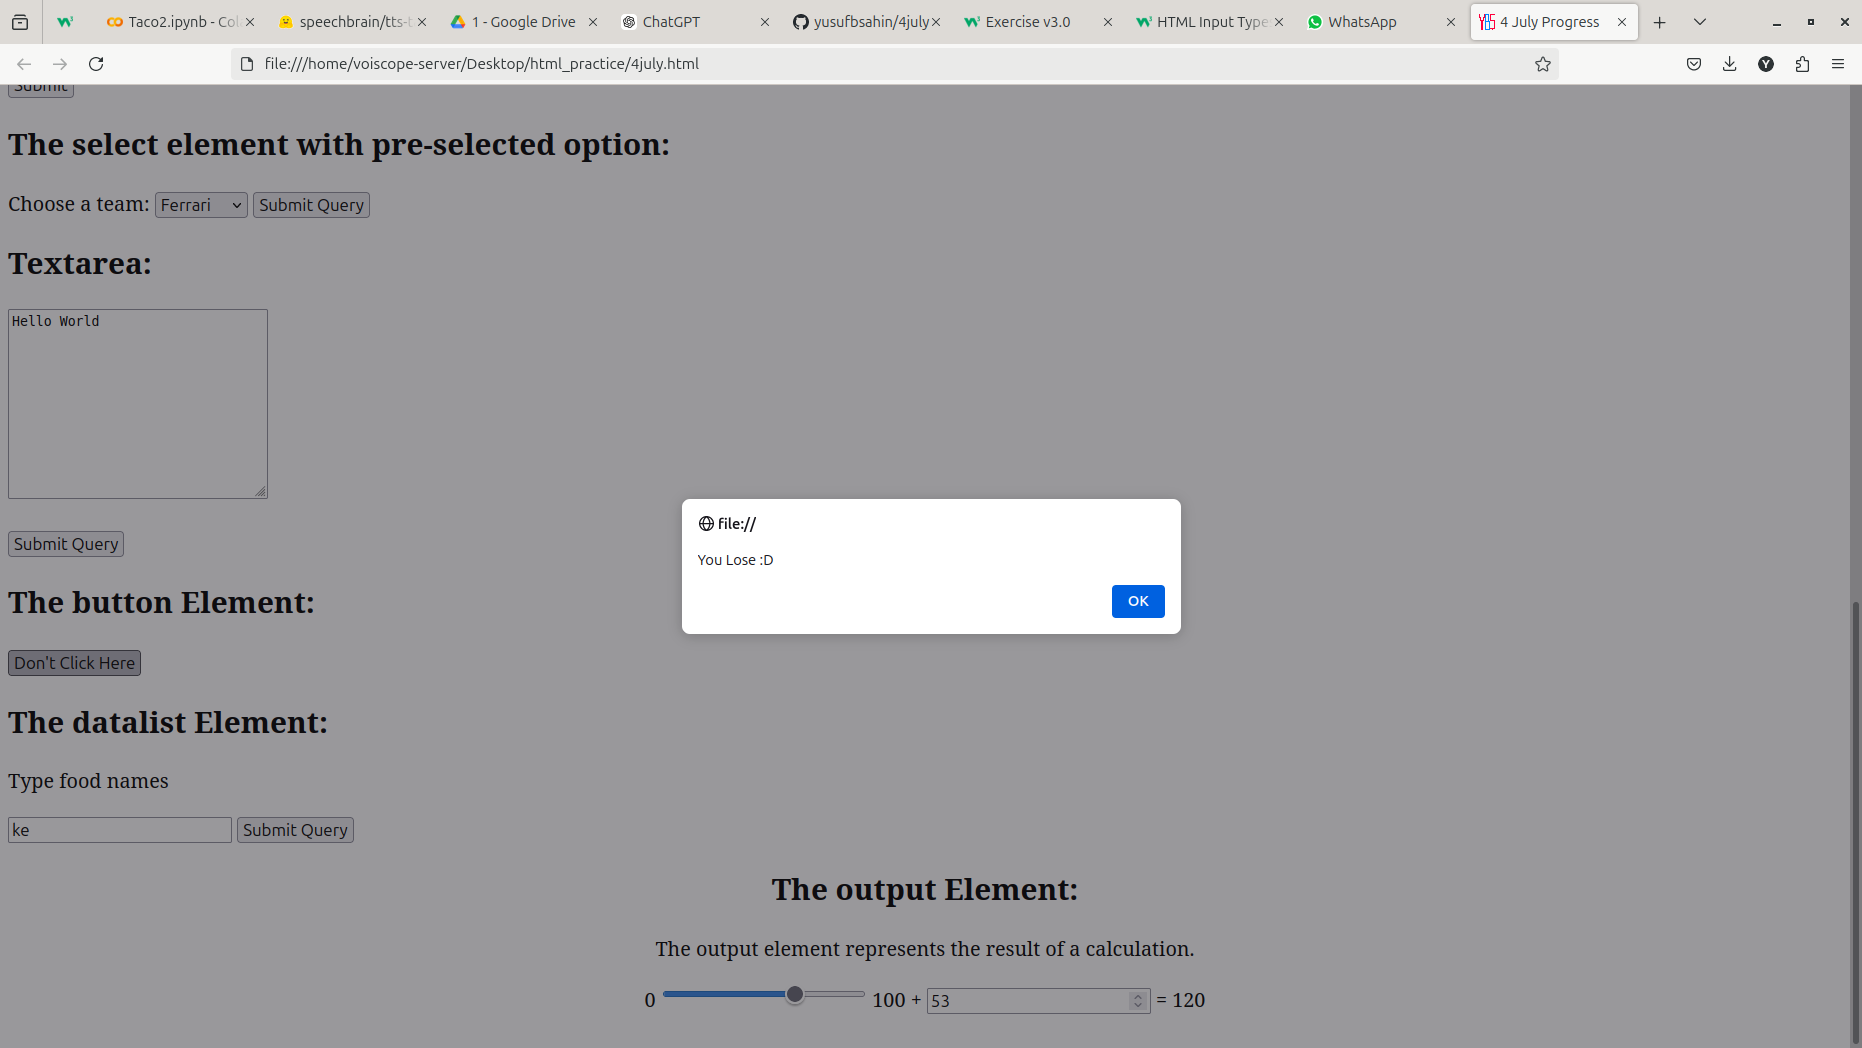 Taco2.ipynb - Col
speechbrain/tts-t
1 - Google Drive
ChatGPT
yusufbsahin/4july
Exercise v3.0
HTML Input Type
WhatsApp
4 July Progress
file:///home/voiscope-server/Desktop/html_practice/4july.html
Y
Submit
The select element with pre-selected option:
Choose a team: Ferrari Submit Query
Textarea:
Hello World
Submit Query
file://
You Lose :D
OK
The button Element:
Don't Click Here
The datalist Element:
Type food names
ke Submit Query
The output Element:
The output element represents the result of a calculation.
0 100 + 53 = 120